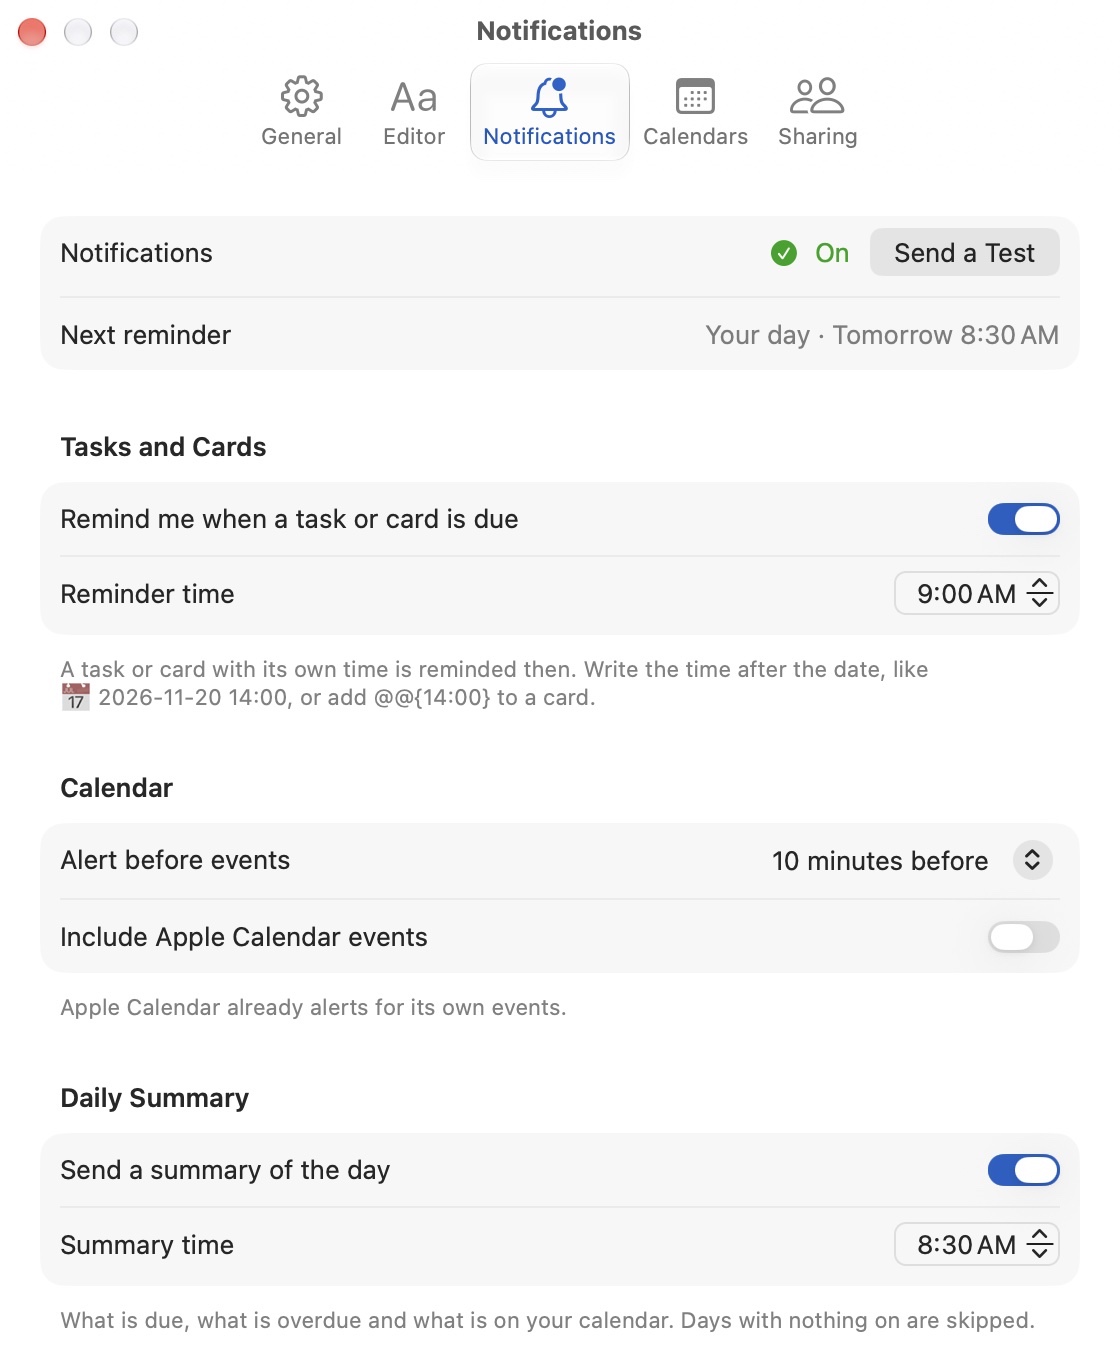 Notifications
General
Aa
Editor
Notifications
Calendars
Sharing
Notifications
On
Send a Test
Next reminder
Your day · Tomorrow 8:30 AM
Tasks and Cards
Remind me when a task or card is due
Reminder time
9:00 AM
A task or card with its own time is reminded then. Write the time after the date, like
17 2026-11-20 14:00, or add @@{14:00} to a card.
Calendar
Alert before events
10 minutes before
Include Apple Calendar events
Apple Calendar already alerts for its own events.
Daily Summary
Send a summary of the day
Summary time
8:30 AM
What is due, what is overdue and what is on your calendar. Days with nothing on are skipped.